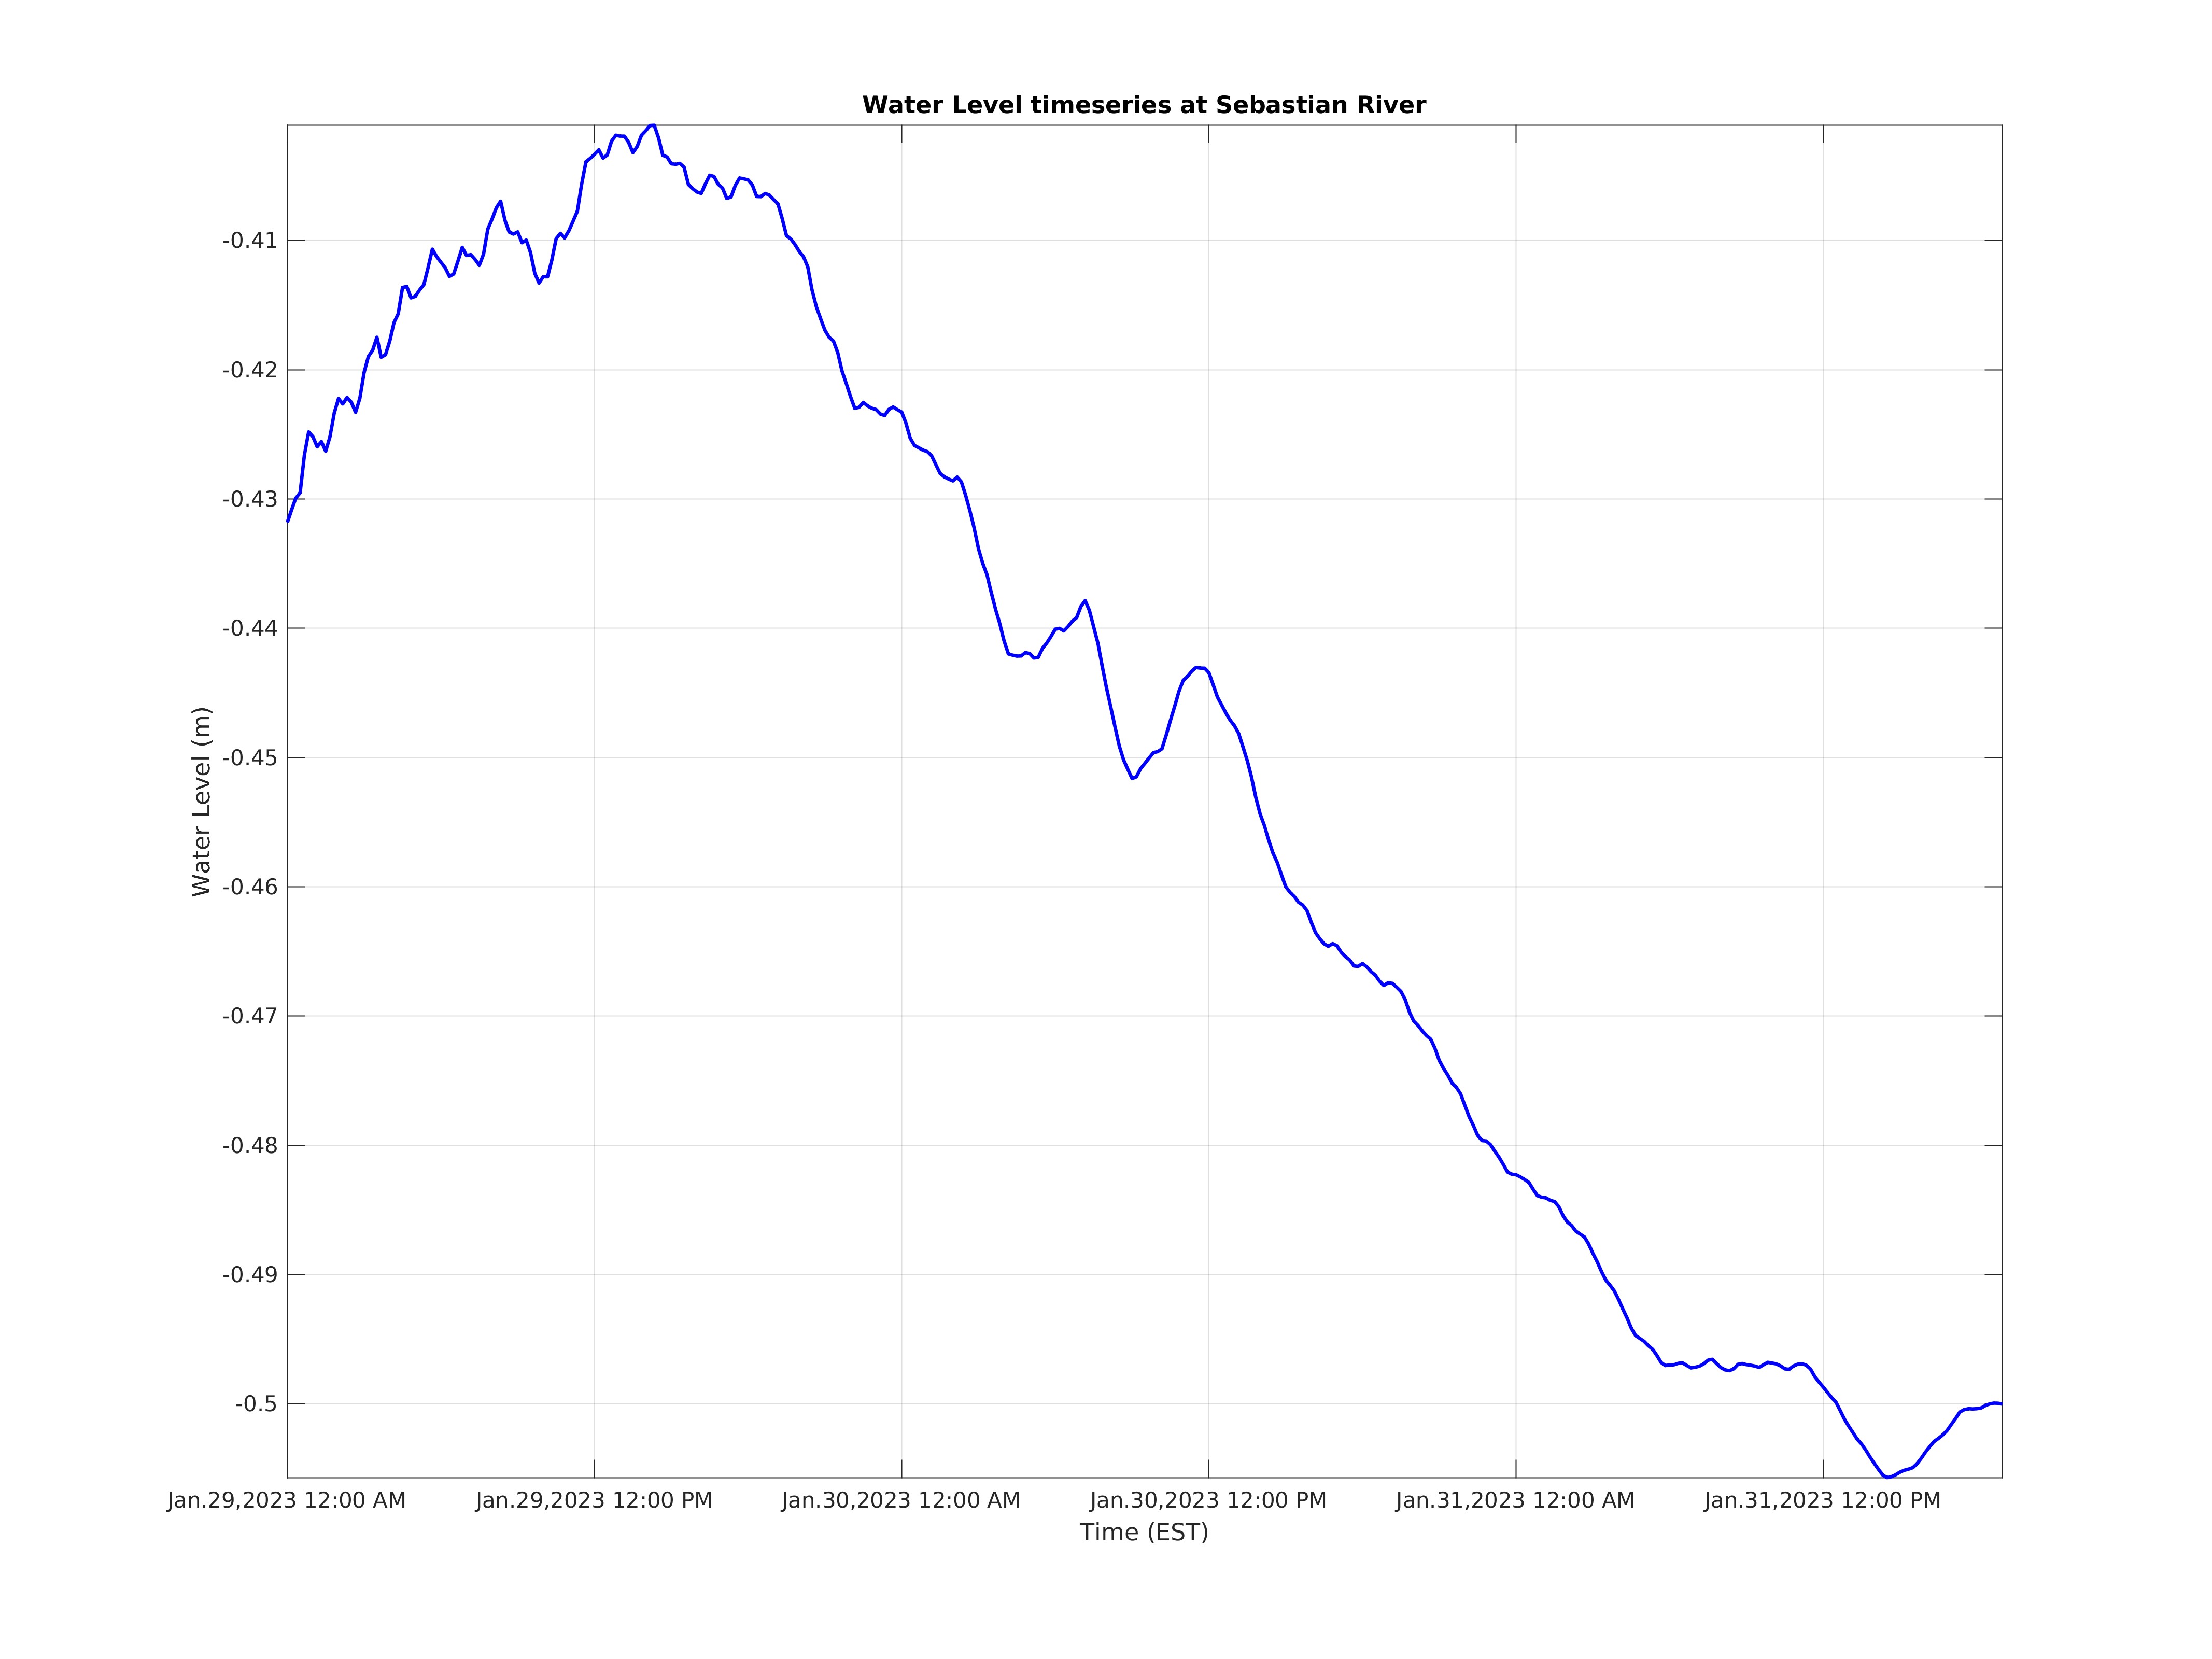 Water Level timeseries at Sebastian River
-0.41
-0.42
-0.43
-0.44
-0.45
-0.46
-0.47
-0.48
-0.49
-0.5
Water Level (m)
Jan.29,2023 12:00 AM
Jan.29,2023 12:00 PM
Jan.30,2023 12:00 AM
Jan.30,2023 12:00 PM
Jan.31,2023 12:00 AM
Jan.31,2023 12:00 PM
Time (EST)